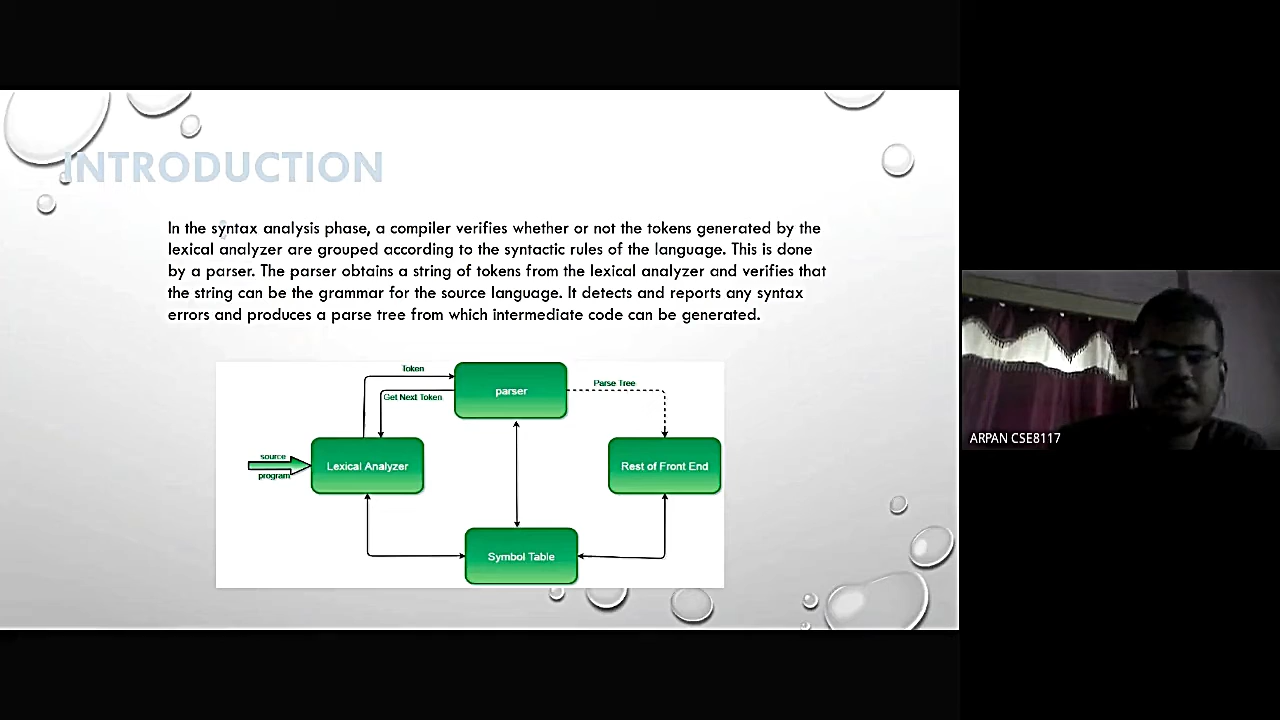 INTRODUCTION
In the syntax analysis phase, a compiler verifies whether or not the tokens generated by the
lexical analyzer are grouped according to the syntactic rules of the language. This is done
by a parser. The parser obtains a string of tokens from the lexical analyzer and verifies that
the string can be the grammar for the source language. It detects and reports any syntax
errors and produces a parse tree from which intermediate code can be generated.
Token
parser
Parse Tree
Get Next Token
source
program
Lexical Analyzer
Rest of Front End
Symbol Table
ARPAN CSE8117